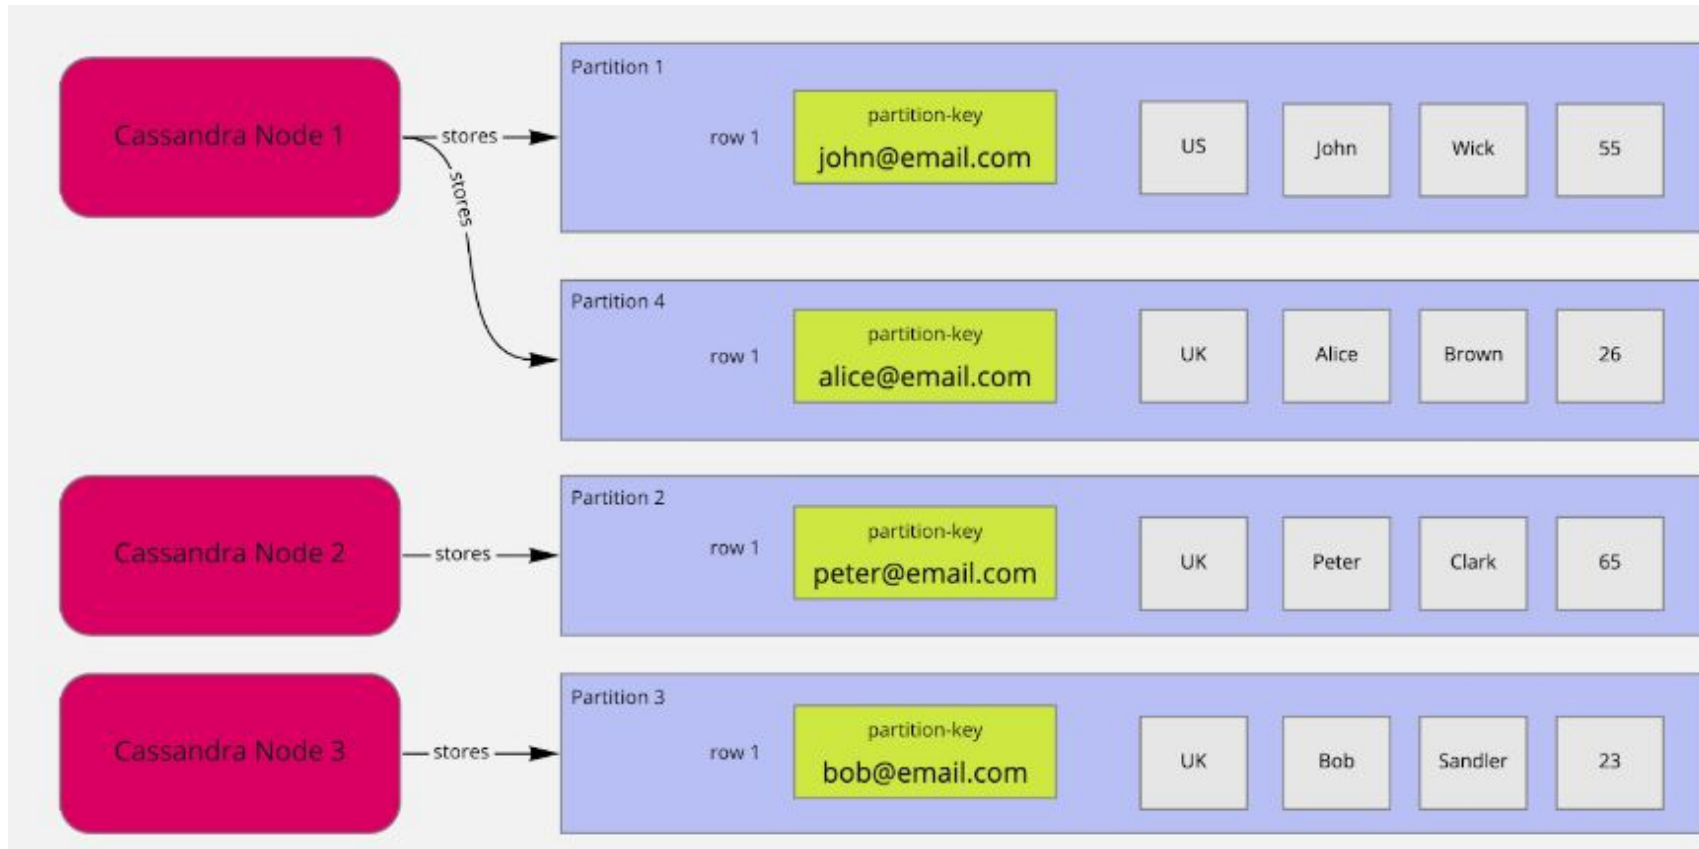 Partition 1
Cassandra Node 1
stores
row 1
partition-key
john@email.com
US
John
Wick
55
stores
Partition 4
row 1
partition-key
alice@email.com
UK
Alice
Brown
26
Partition 2
Cassandra Node 2
stores
row 1
partition-key
peter@email.com
UK
Peter
Clark
65
Partition 3
Cassandra Node 3
stores
row 1
partition-key
bob@email.com
UK
Bob
Sandler
23